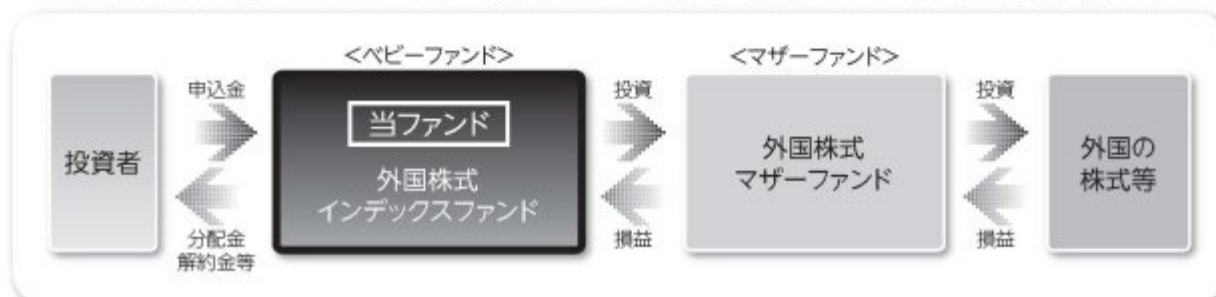 <ベビーファンド>
<マザーファンド>
投資者
申込金
分配金
解約金等
当ファンド
外国株式
インデックスファンド
投資
損益
外国株式
マザーファンド
投資
損益
外国の
株式等